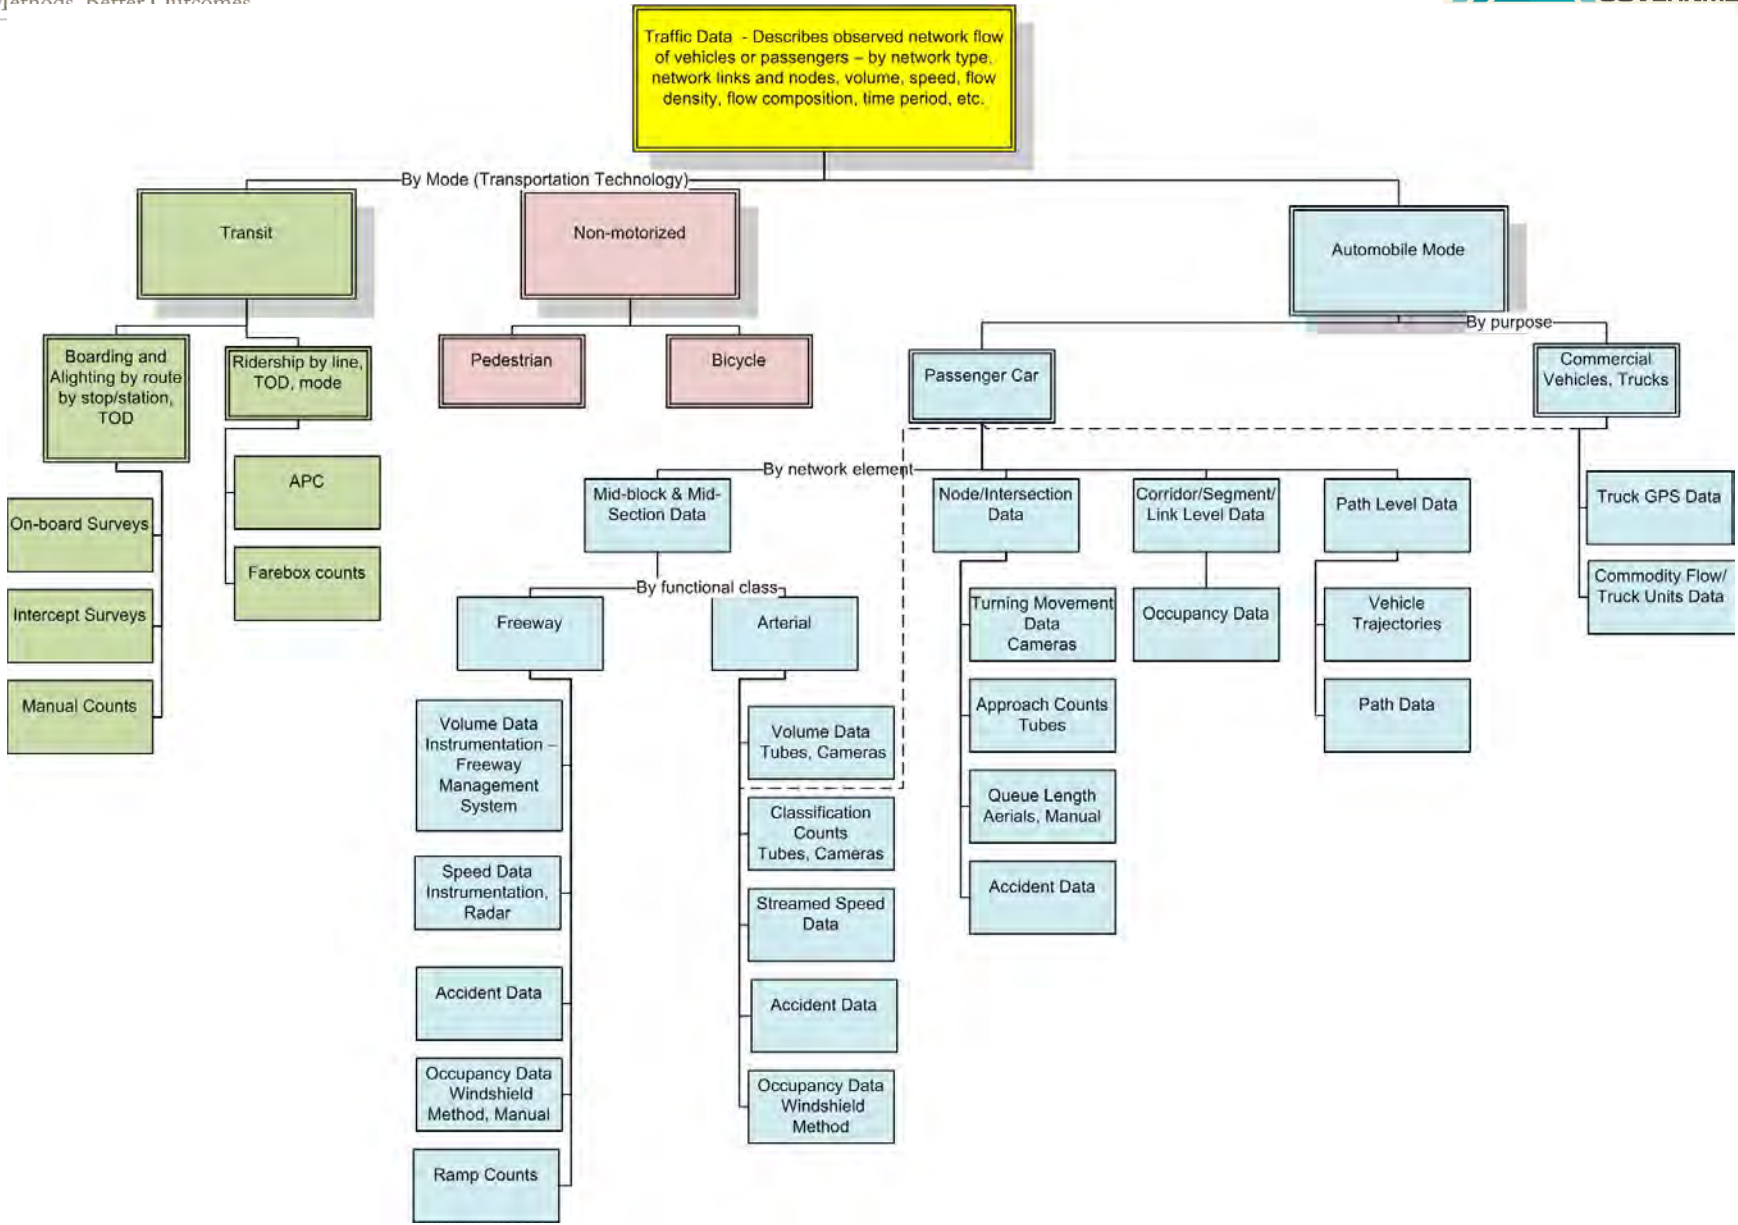 Methods, Better Outcomes
Traffic Data - Describes observed network flow
of vehicles or passengers – by network type,
network links and nodes, volume, speed, flow
density, flow composition, time period, etc.
By Mode (Transportation Technology)
Transit
Non-motorized
Automobile Mode
By purpose
Boarding and
Alighting by route
by stop/station,
TOD
Ridership by line,
TOD, mode
Pedestrian
Bicycle
Passenger Car
Commercial
Vehicles, Trucks
On-board Surveys
Intercept Surveys
Manual Counts
APC
Farebox counts
By network element
Mid-block & Mid-
Section Data
Node/Intersection
Data
Corridor/Segment/
Link Level Data
Path Level Data
Truck GPS Data
Commodity Flow/
Truck Units Data
By functional class
Freeway
Arterial
Volume Data
Instrumentation –
Freeway
Management
System
Speed Data
Instrumentation,
Radar
Accident Data
Occupancy Data
Windshield
Method, Manual
Ramp Counts
Volume Data
Tubes, Cameras
Classification
Counts
Tubes, Cameras
Streamed Speed
Data
Accident Data
Occupancy Data
Windshield
Method
Turning Movement
Data
Cameras
Approach Counts
Tubes
Queue Length
Aerials, Manual
Accident Data
Occupancy Data
Vehicle
Trajectories
Path Data